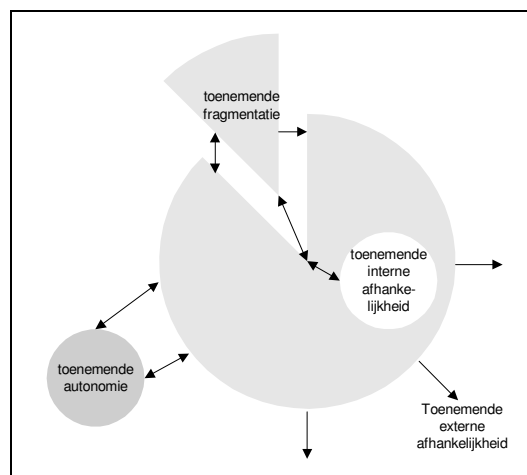 toenemende
fragmentatie
toenemende
interne
afhanke-
lijkheid
toenemende
autonomie
Toenemende
externe
afhankelijkheid